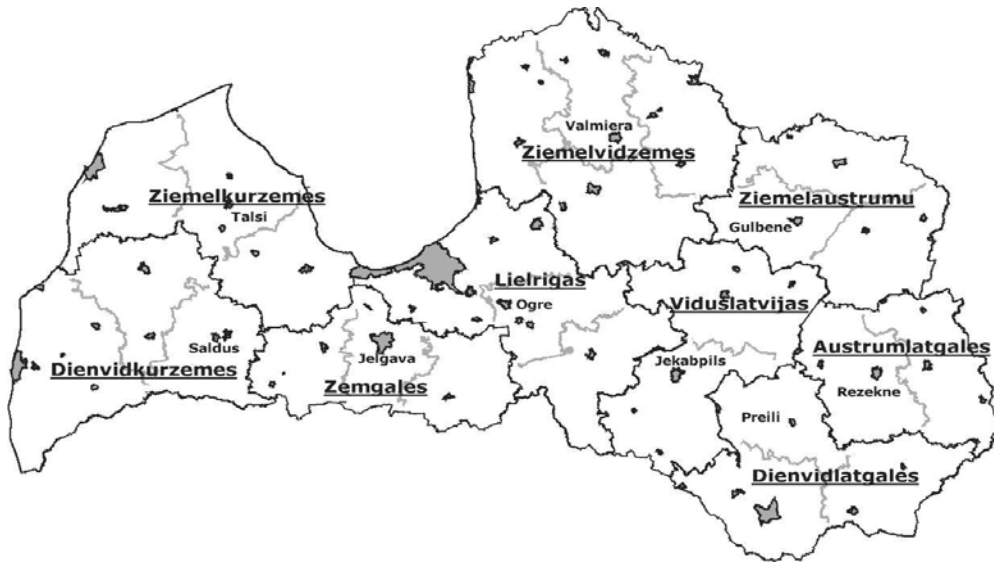 Valmiera
Ziemelvidzemes
Ziemelkurzemes
Talsi
Ziemelaustrumu
Gulbene
Lielrigas
Ogre
Viduslatvijas
Saldus
Dienvidkurzemes
Jelgava
Zemgales
Jekabpils
Austrumlatgales
Rezekne
Preili
Dienvidlatgales